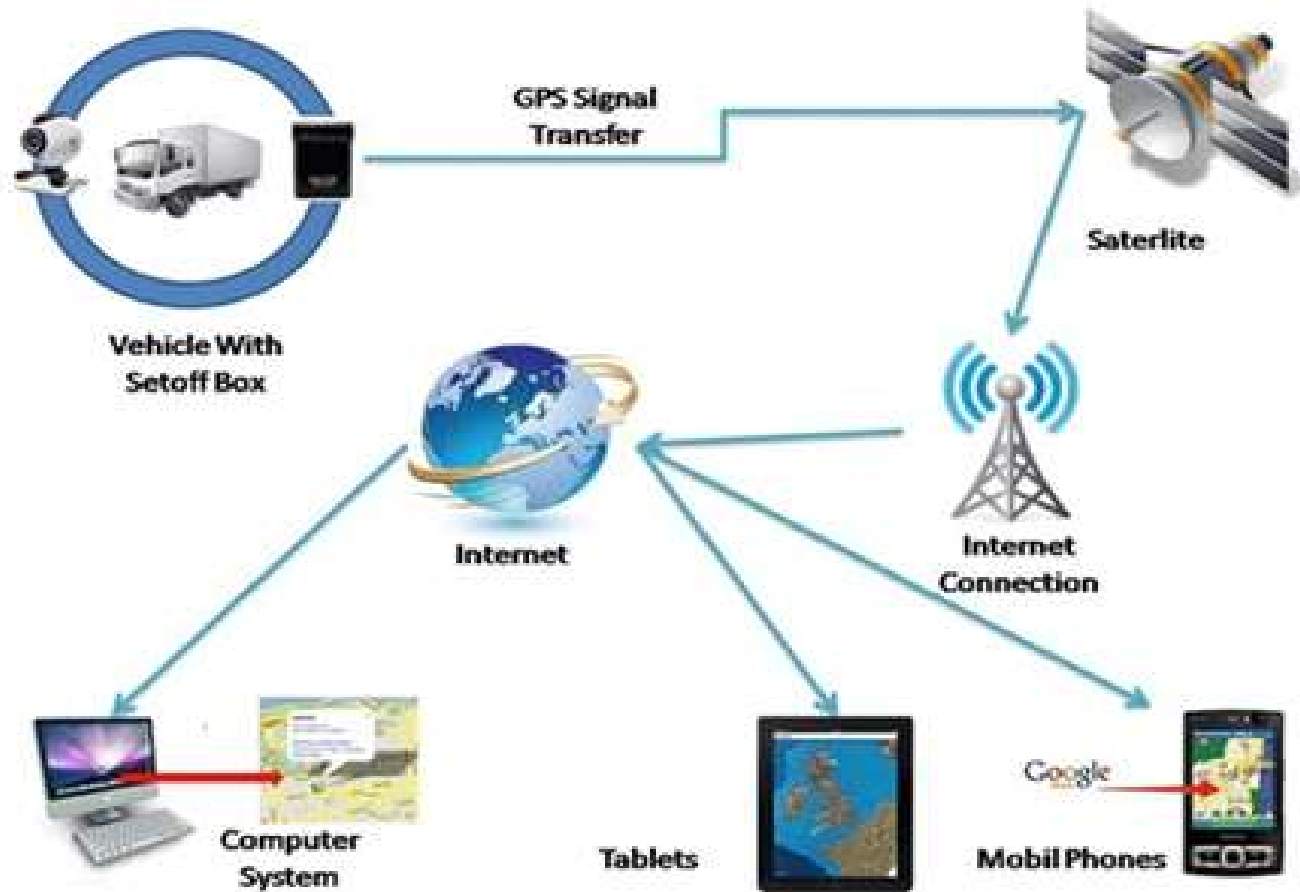 GPS Signal
Transfer
Saterlite
Vehicle With
Setoff Box
Internet
Internet
Connection
Computer
System
Tablets
Google
Mobil Phones